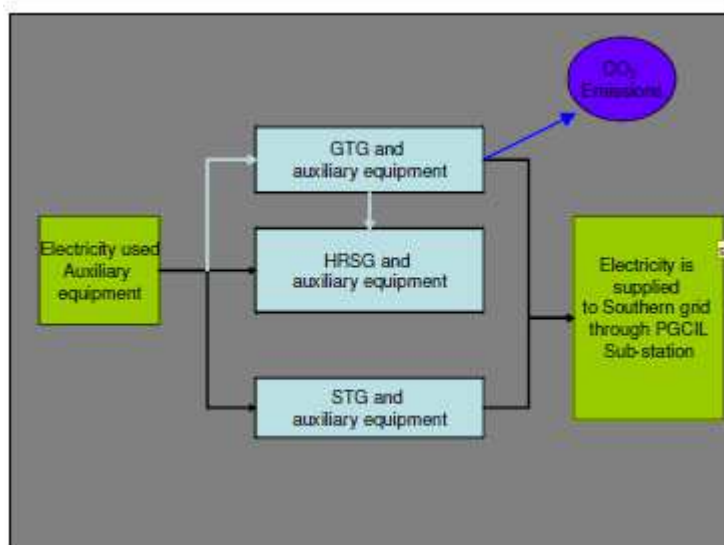 CO2
Emissions
GTG and
auxiliary equipment
Electricity used
Auxiliary
equipment
HRSG and
auxiliary equipment
Electricity is
supplied
to Southern grid
through PGCIL
Sub-station
STG and
auxiliary equipment